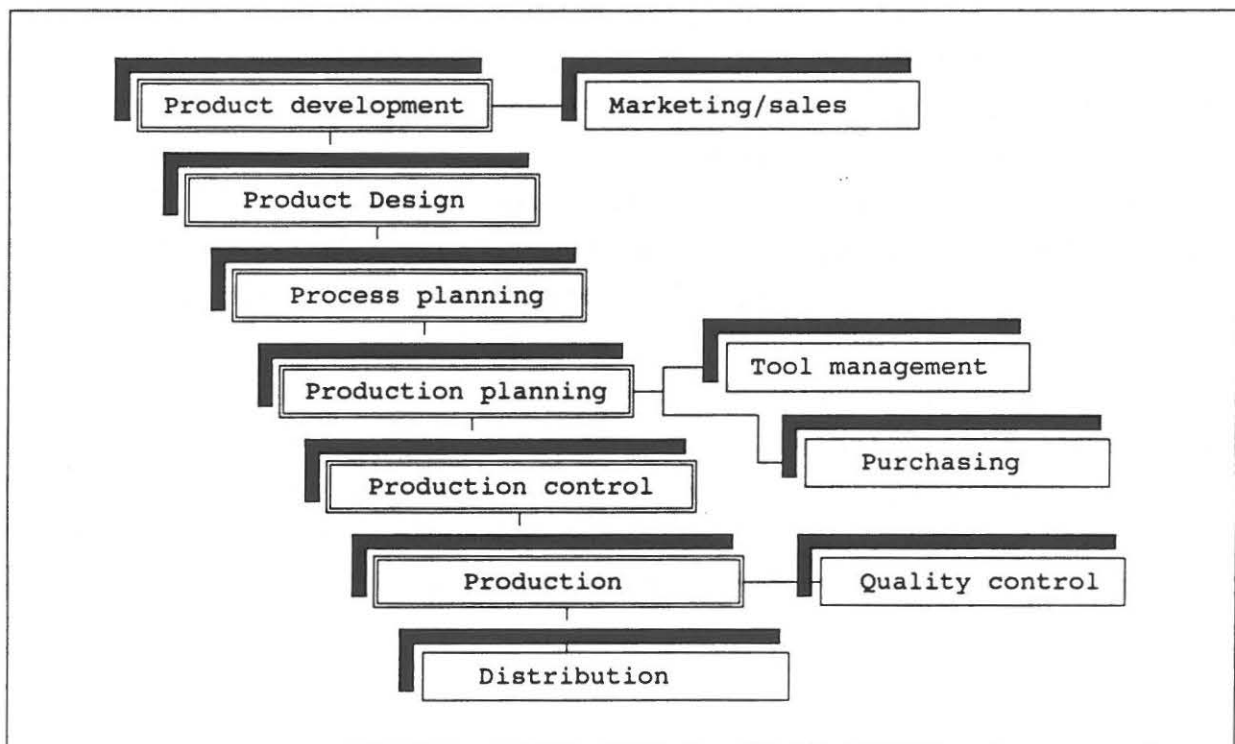 Product development
Marketing/sales
Product Design
Process planning
Tool management
Production planning
Purchasing
Production control
Production
Quality control
Distribution